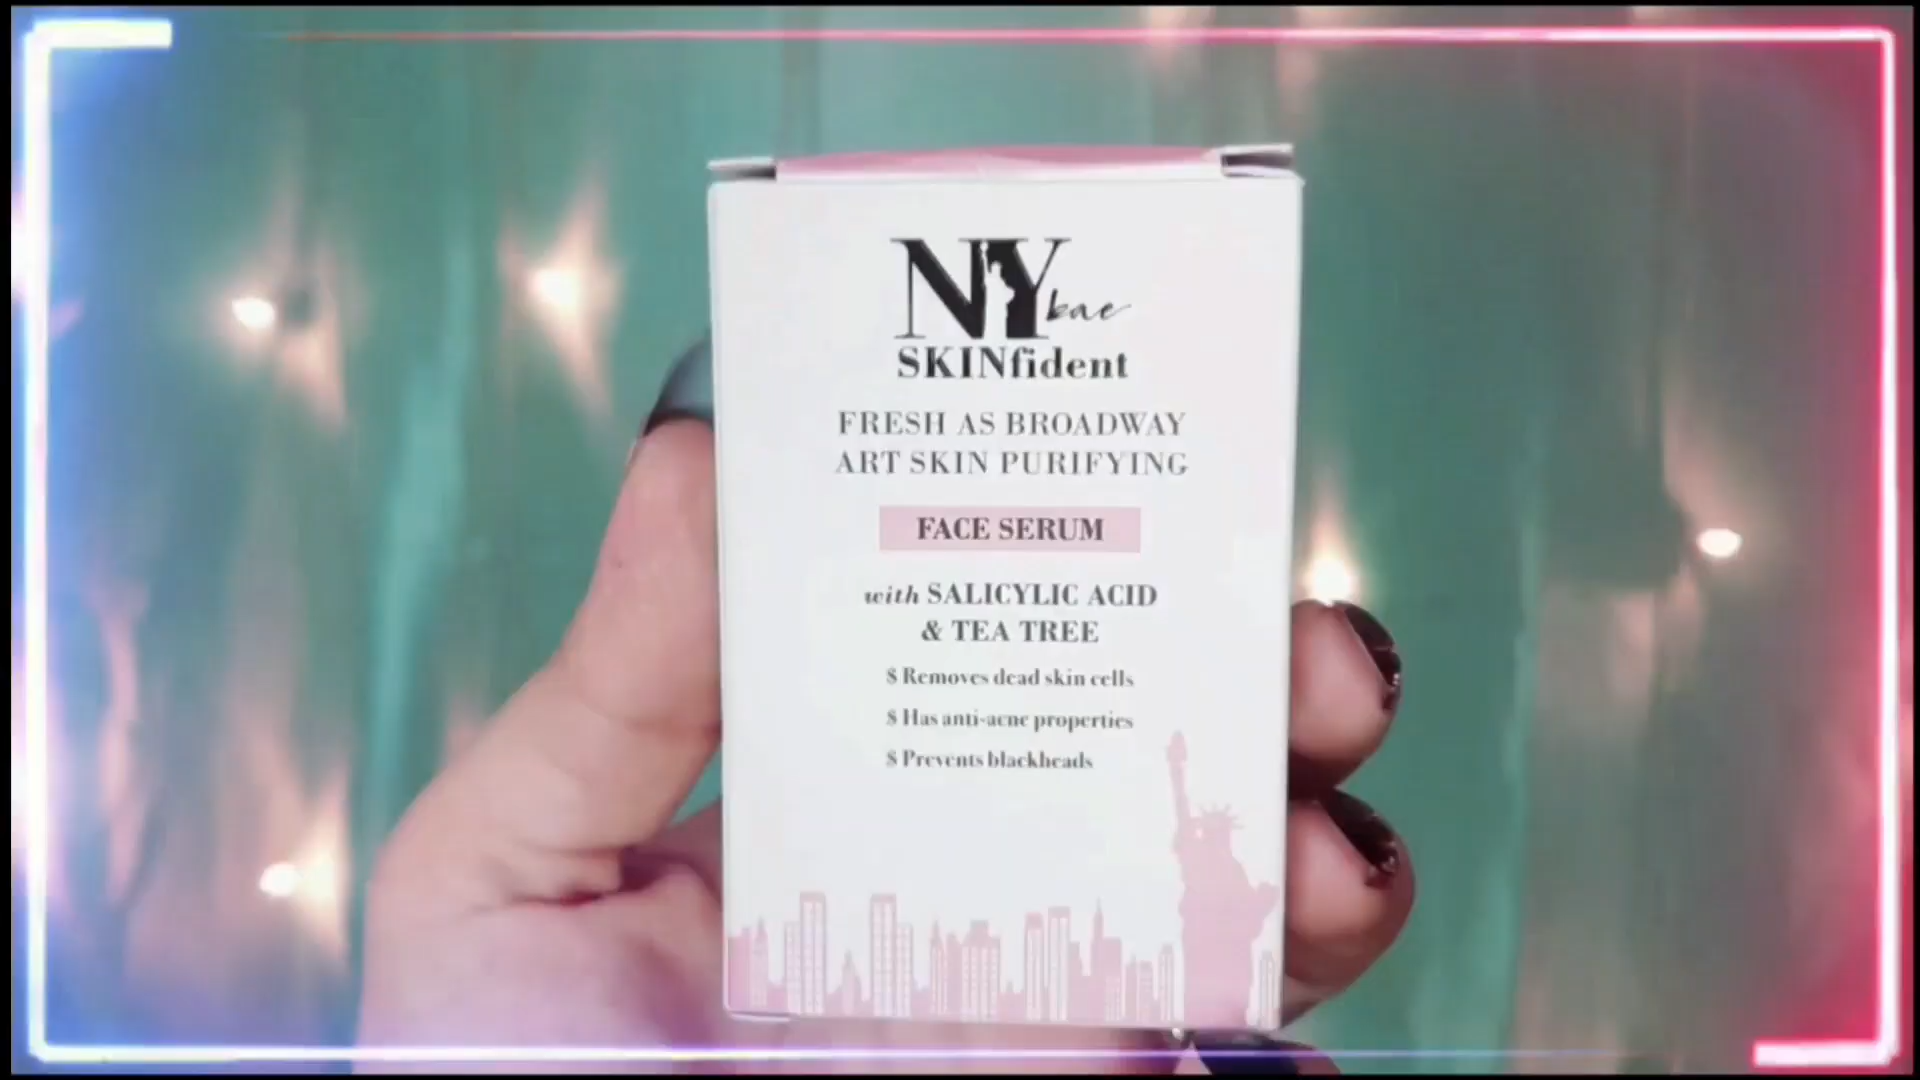 NY bae
SKINfident
FRESH AS BROADWAY
ART SKIN PURIFYING
FACE SERUM
with SALICYLIC ACID
& TEA TREE
$ Removes dead skin cells
$ Has anti-acne properties
$ Prevents blackheads